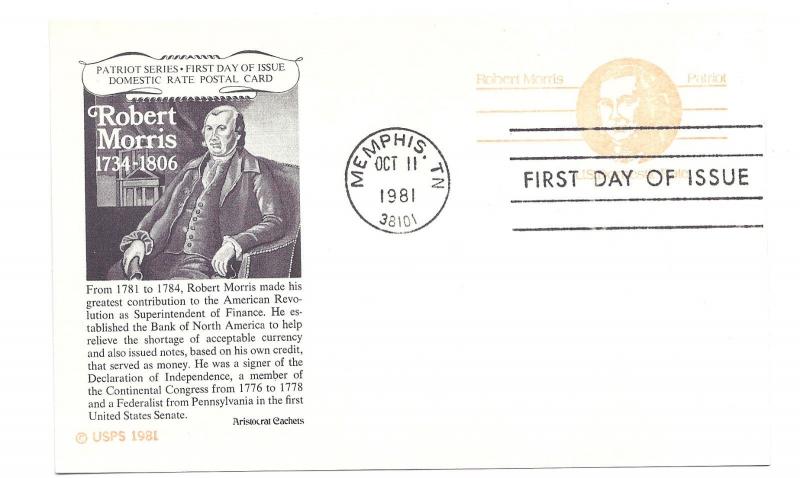 PATRIOT SERIES • FIRST DAY OF ISSUE
DOMESTIC RATE POSTAL CARD
Robert
Morris
1734-1806
From 1781 to 1784, Robert Morris made his
greatest contribution to the American Revo-
lution as Superintendent of Finance. He es-
tablished the Bank of North America to help
relieve the shortage of acceptable currency
and also issued notes, based on his own credit,
that served as money. He was a signer of the
Declaration of Independence, a member of
the Continental Congress from 1776 to 1778
and a Federalist from Pennsylvania in the first
United States Senate.
Aristocrat Cachets
© USPS 1981
MEMPHIS, TN
OCT 11
1981
38101
Robert Morris
Patriot
FIRST DAY OF ISSUE